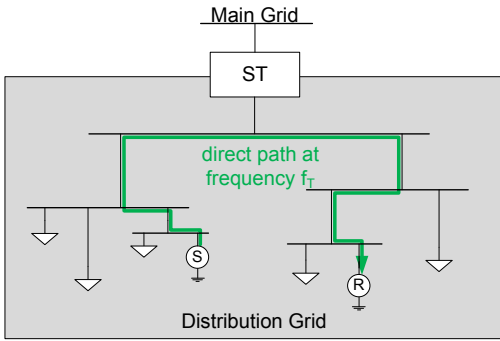 Main Grid
ST
direct path at
frequency fT
S
R
Distribution Grid